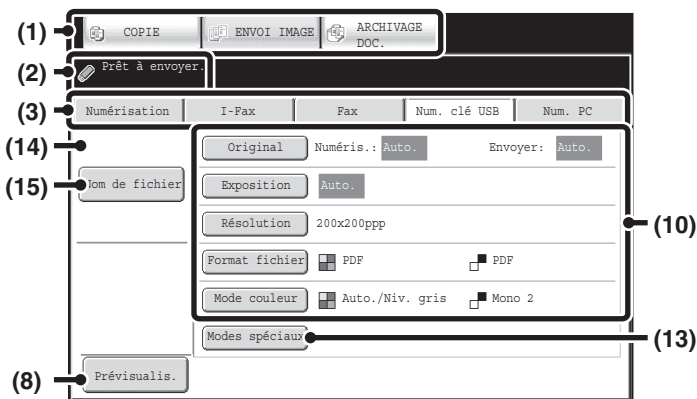 (1) COPIE ENVOI IMAGE ARCHIVAGE DOC.
(2) Prêt à envoyer.
(3) Numérisation I-Fax Fax Num. clé USB Num. PC
(14)
Original Numéris.: Auto. Envoyer: Auto.
(15) Nom de fichier
Exposition Auto.
Résolution 200x200ppp
(10)
Format fichier PDF PDF
Mode couleur Auto./Niv. gris Mono 2
Modes spéciaux
(13)
(8) Prévisualis.